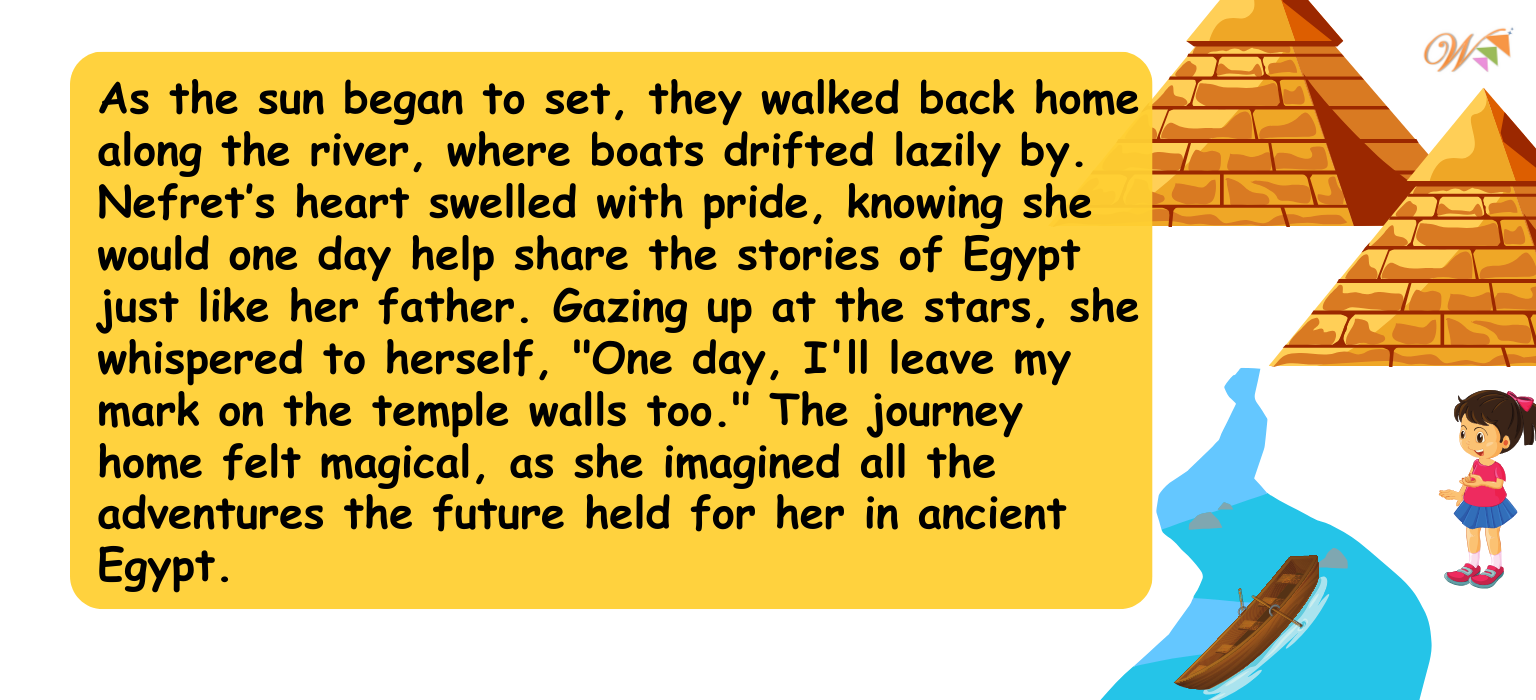 W
As the sun began to set, they walked back home
along the river, where boats drifted lazily by.
Nefret's heart swelled with pride, knowing she
would one day help share the stories of Egypt
just like her father. Gazing up at the stars, she
whispered to herself, "One day, I'll leave my
mark on the temple walls too." The journey
home felt magical, as she imagined all the
adventures the future held for her in ancient
Egypt.